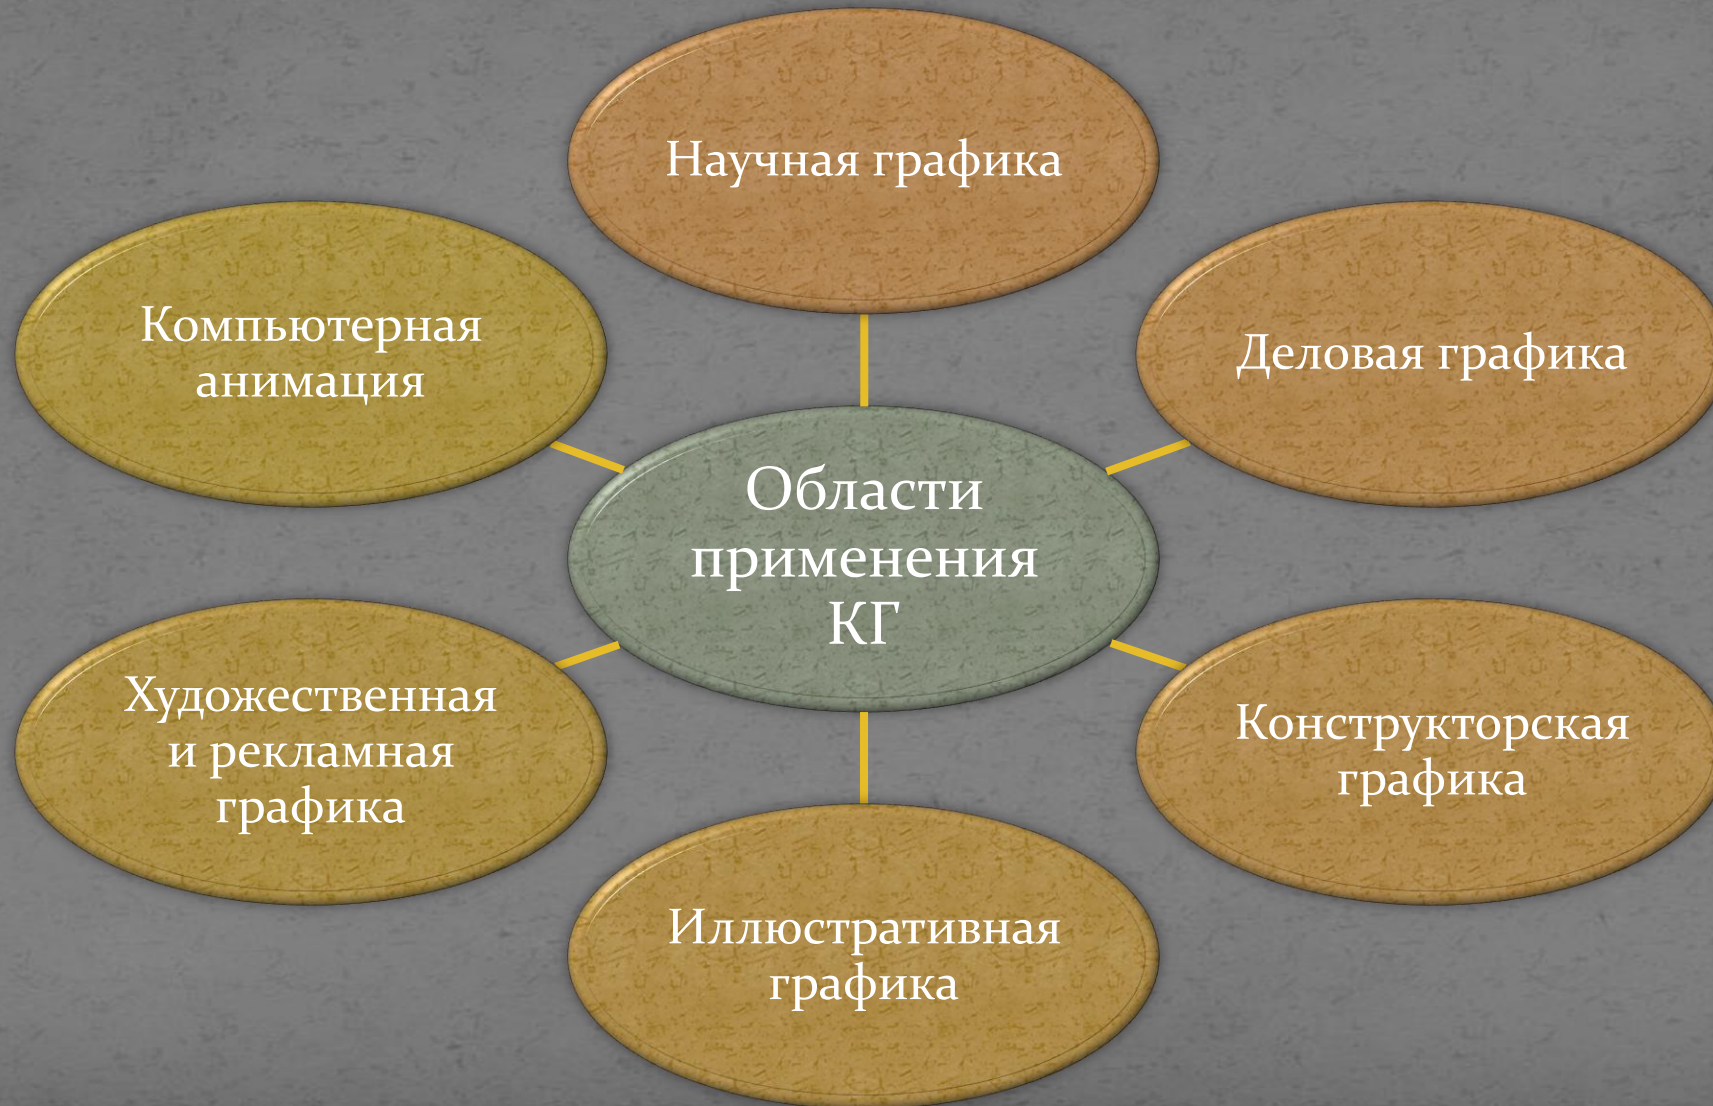 Научная графика
Деловая графика
Конструкторская
графика
Иллюстративная
графика
Художественная
и рекламная
графика
Компьютерная
анимация
Области
применения
КГ